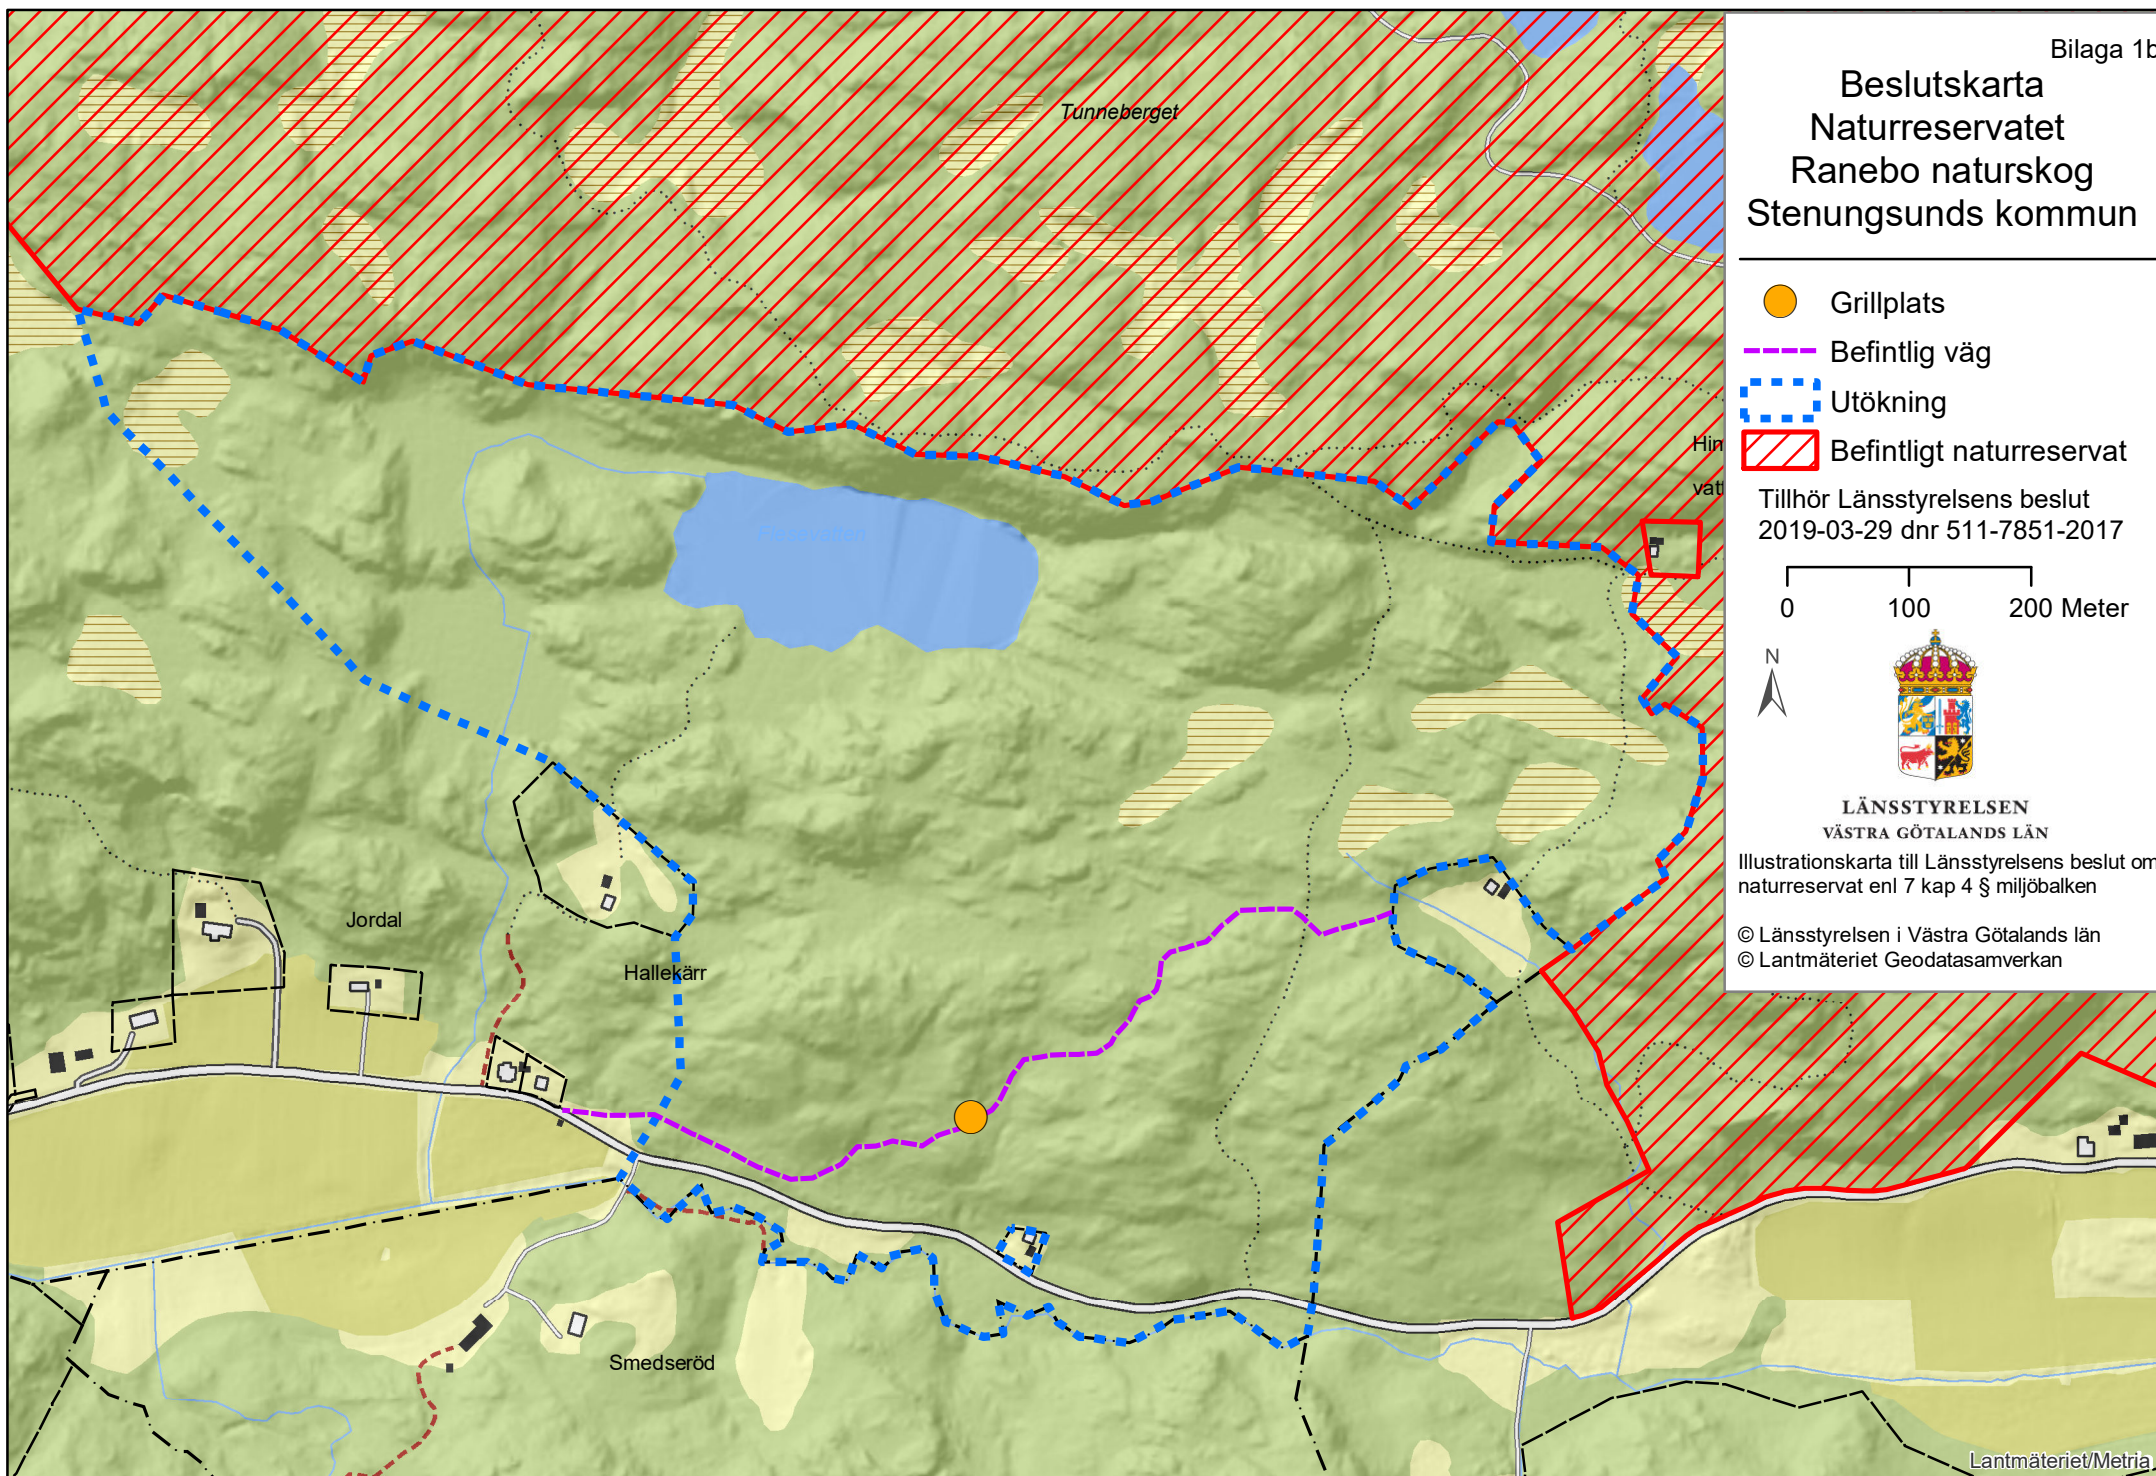 Bilaga 1b
Beslutskarta
Naturreservatet
Ranebo naturskog
Stenungsunds kommun
Grillplats
Befintlig väg
Utökning
Befintligt naturreservat
Tillhör Länsstyrelsens beslut
2019-03-29 dnr 511-7851-2017
0 100 200 Meter
N
LÄNSSTYRELSEN
VÄSTRA GÖTALANDS LÄN
Illustrationskarta till Länsstyrelsens beslut om
naturreservat enl 7 kap 4 § miljöbalken
© Länsstyrelsen i Västra Götalands län
© Lantmäteriet Geodatasamverkan
Tunneberget
Hin
vatt
Jordal
Hallekärr
Smedseröd
Lantmäteriet/Metria